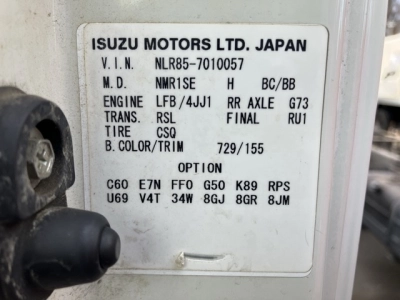 ISUZU MOTORS LTD. JAPAN
V.I.N. NLR85-7010057
M.D. NMR1SE H BC/BB
ENGINE LFB/4JJ1 RR AXLE G73
TRANS. RSL FINAL RU1
TIRE CSQ
B.COLOR/TRIM 729/155
OPTION
C60 E7N FF0 G50 K89 RPS
U69 V4T 34W 8GJ 8GR 8JM